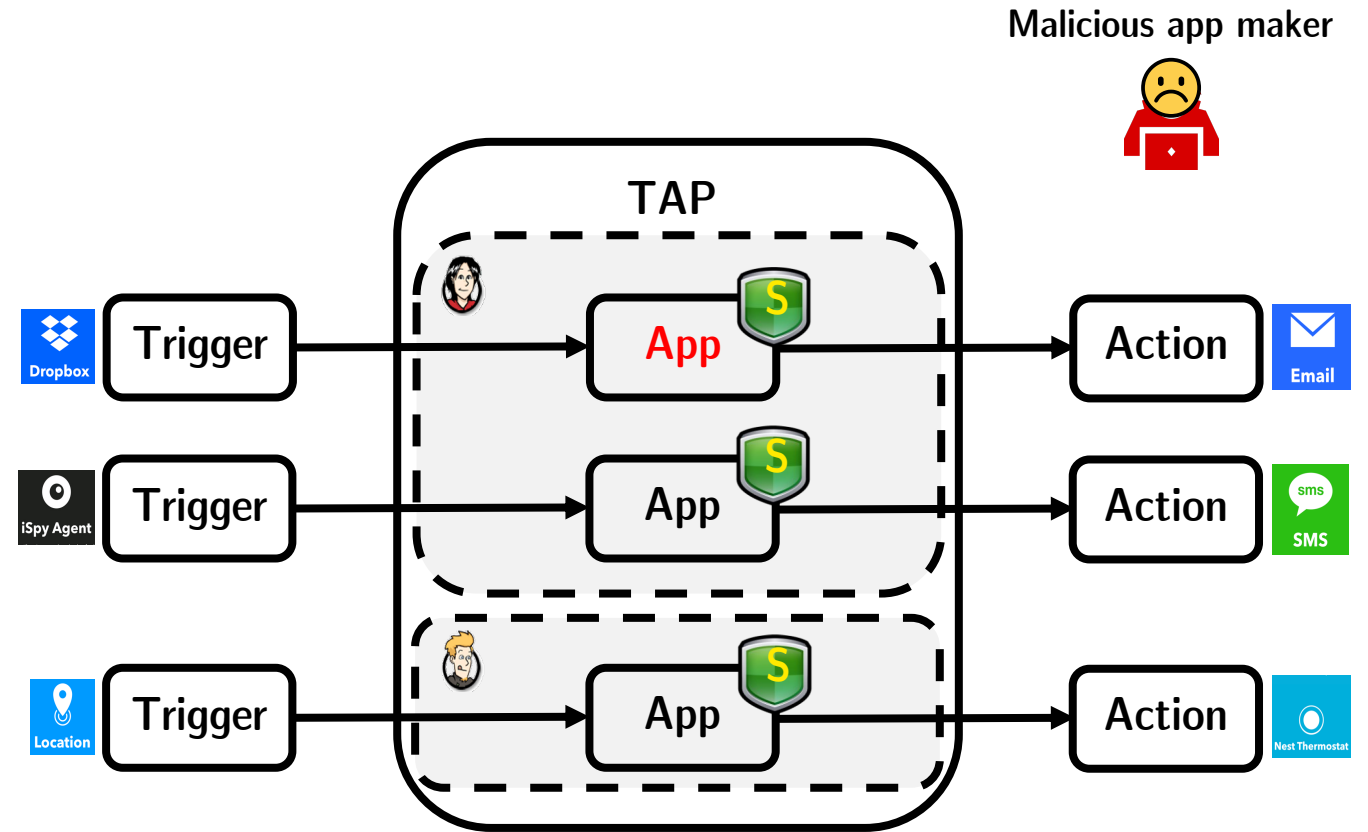 Malicious app maker
TAP
Dropbox
Trigger
App
S
Action
Email
iSpy Agent
Trigger
App
S
Action
sms
SMS
Location
Trigger
App
S
Action
Nest Thermostat